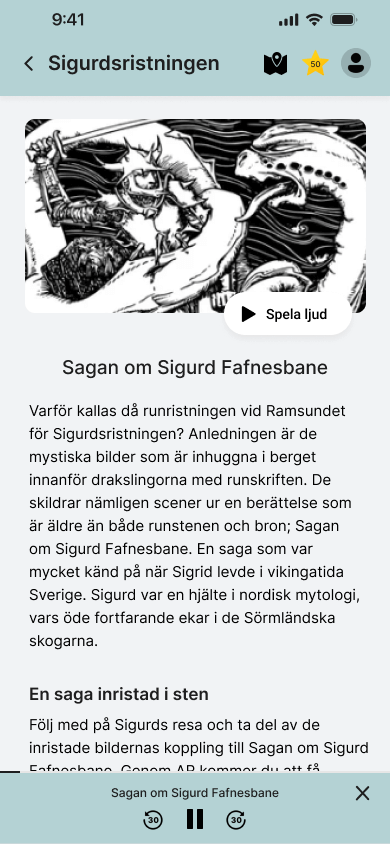 9:41
Sigurdsristningen
50
Spela ljud
Sagan om Sigurd Fafnesbane
Varför kallas då runristningen vid Ramsundet
för Sigurdsristningen? Anledningen är de
mystiska bilder som är inhuggna i berget
innanför drakslingorna med runskriften. De
skildrar nämligen scener ur en berättelse som
är äldre än både runstenen och bron; Sagan
om Sigurd Fafnesbane. En saga som var
mycket känd på när Sigrid levde i vikingatida
Sverige. Sigurd var en hjälte i nordisk mytologi,
vars öde fortfarande ekar i de Sörmländska
skogarna.
En saga inristad i sten
Följ med på Sigurds resa och ta del av de
inristade bildernas koppling till Sagan om Sigurd
Fafnesbane. Genom AR kommer du att få
Sagan om Sigurd Fafnesbane
30
30